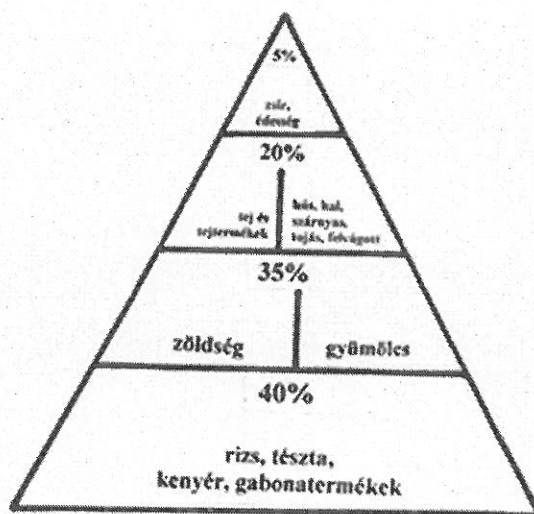 5%
zsír,
édesség
20%
tej és
tejtermékek
hús, hal,
szárnyas,
tojás, felvágott
35%
zöldség
gyümölcs
40%
rizs, tészta,
kenyér, gabonatermékek